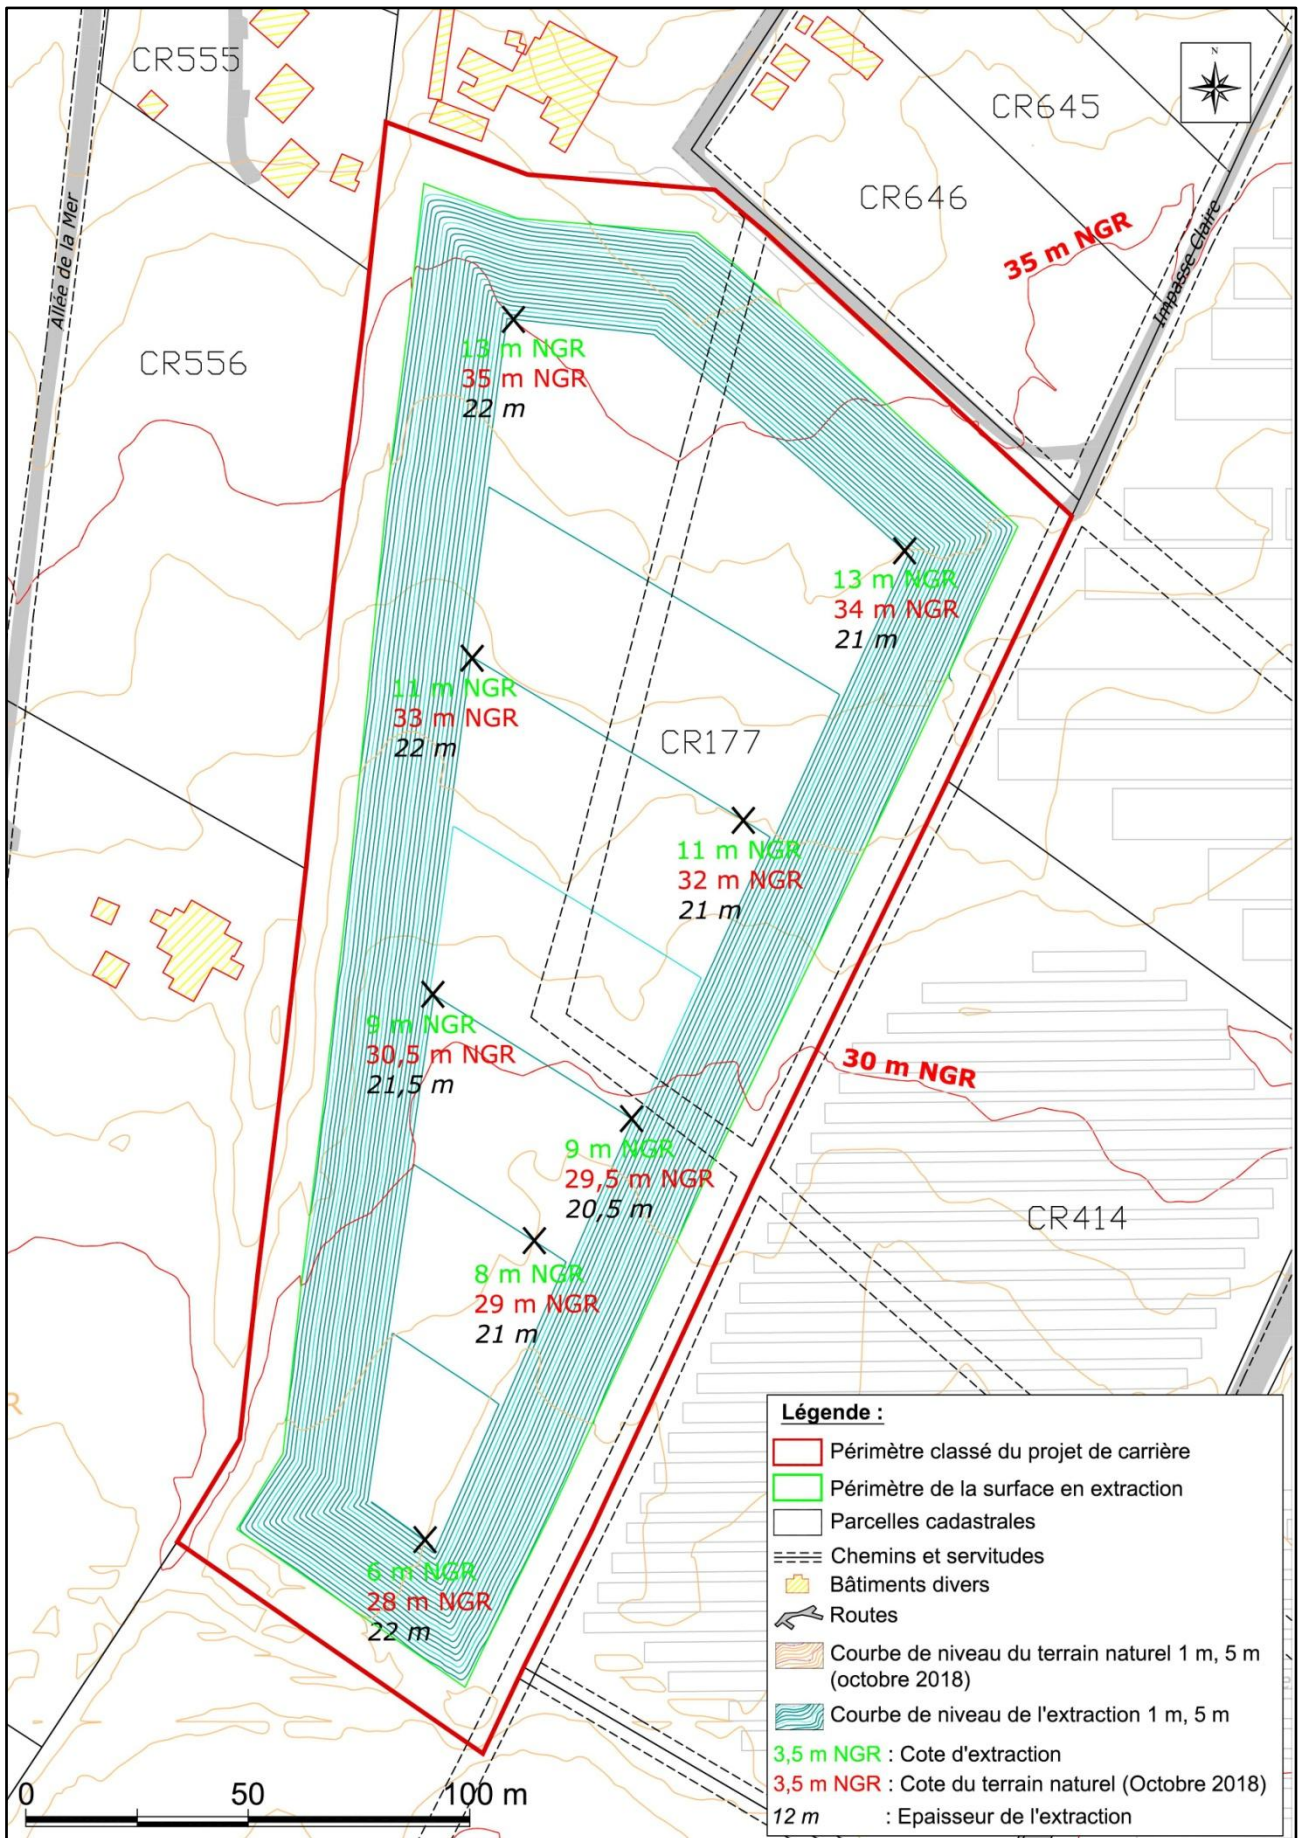 CR555
N
CR645
CR646
Allée de la Mer
35 m NGR
Impasse Claire
CR556
13 m NGR
35 m NGR
22 m
13 m NGR
34 m NGR
21 m
11 m NGR
33 m NGR
22 m
CR177
11 m NGR
32 m NGR
21 m
9 m NGR
30,5 m NGR
21,5 m
30 m NGR
9 m NGR
29,5 m NGR
20,5 m
CR414
8 m NGR
29 m NGR
21 m
R
6 m NGR
28 m NGR
22 m
Légende :
Périmètre classé du projet de carrière
Périmètre de la surface en extraction
Parcelles cadastrales
Chemins et servitudes
Bâtiments divers
Routes
Courbe de niveau du terrain naturel 1 m, 5 m
(octobre 2018)
Courbe de niveau de l'extraction 1 m, 5 m
3,5 m NGR : Cote d'extraction
3,5 m NGR : Cote du terrain naturel (Octobre 2018)
12 m : Epaisseur de l'extraction
0 50 100 m